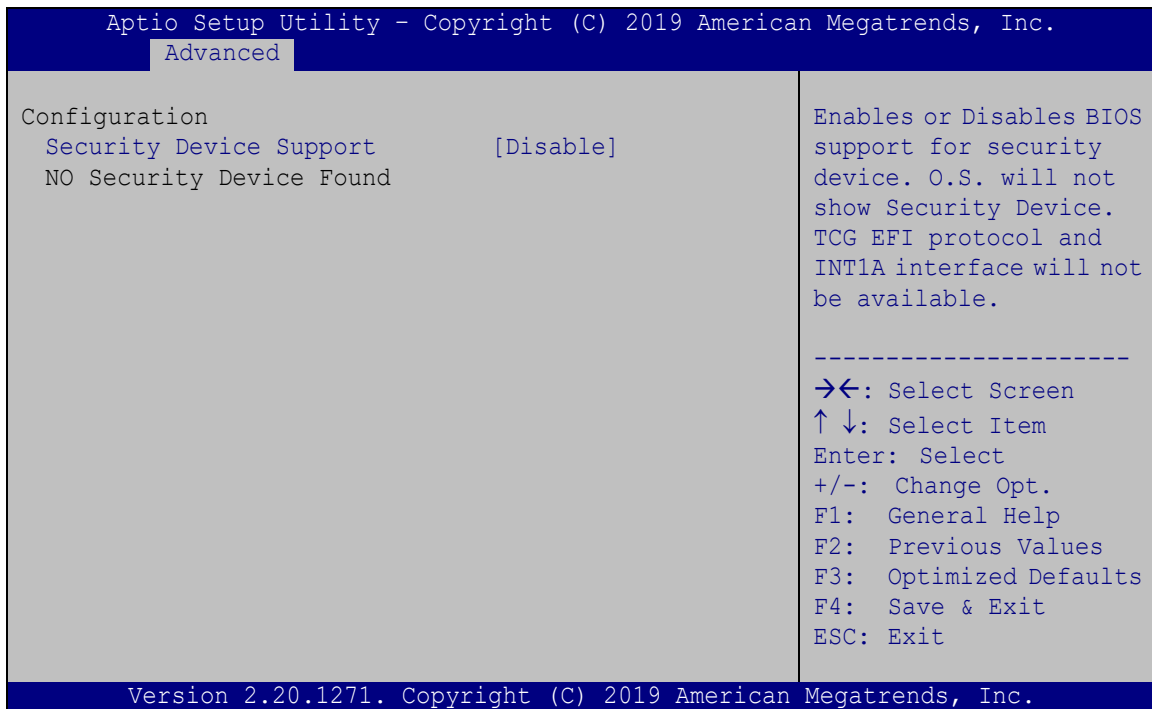 Aptio Setup Utility – Copyright (C) 2019 American Megatrends, Inc.
Advanced
Configuration
Security Device Support [Disable]
NO Security Device Found
Enables or Disables BIOS
support for security
device. O.S. will not
show Security Device.
TCG EFI protocol and
INT1A interface will not
be available.
----------------------
→←: Select Screen
↑ ↓: Select Item
Enter: Select
+/-: Change Opt.
F1: General Help
F2: Previous Values
F3: Optimized Defaults
F4: Save & Exit
ESC: Exit
Version 2.20.1271. Copyright (C) 2019 American Megatrends, Inc.